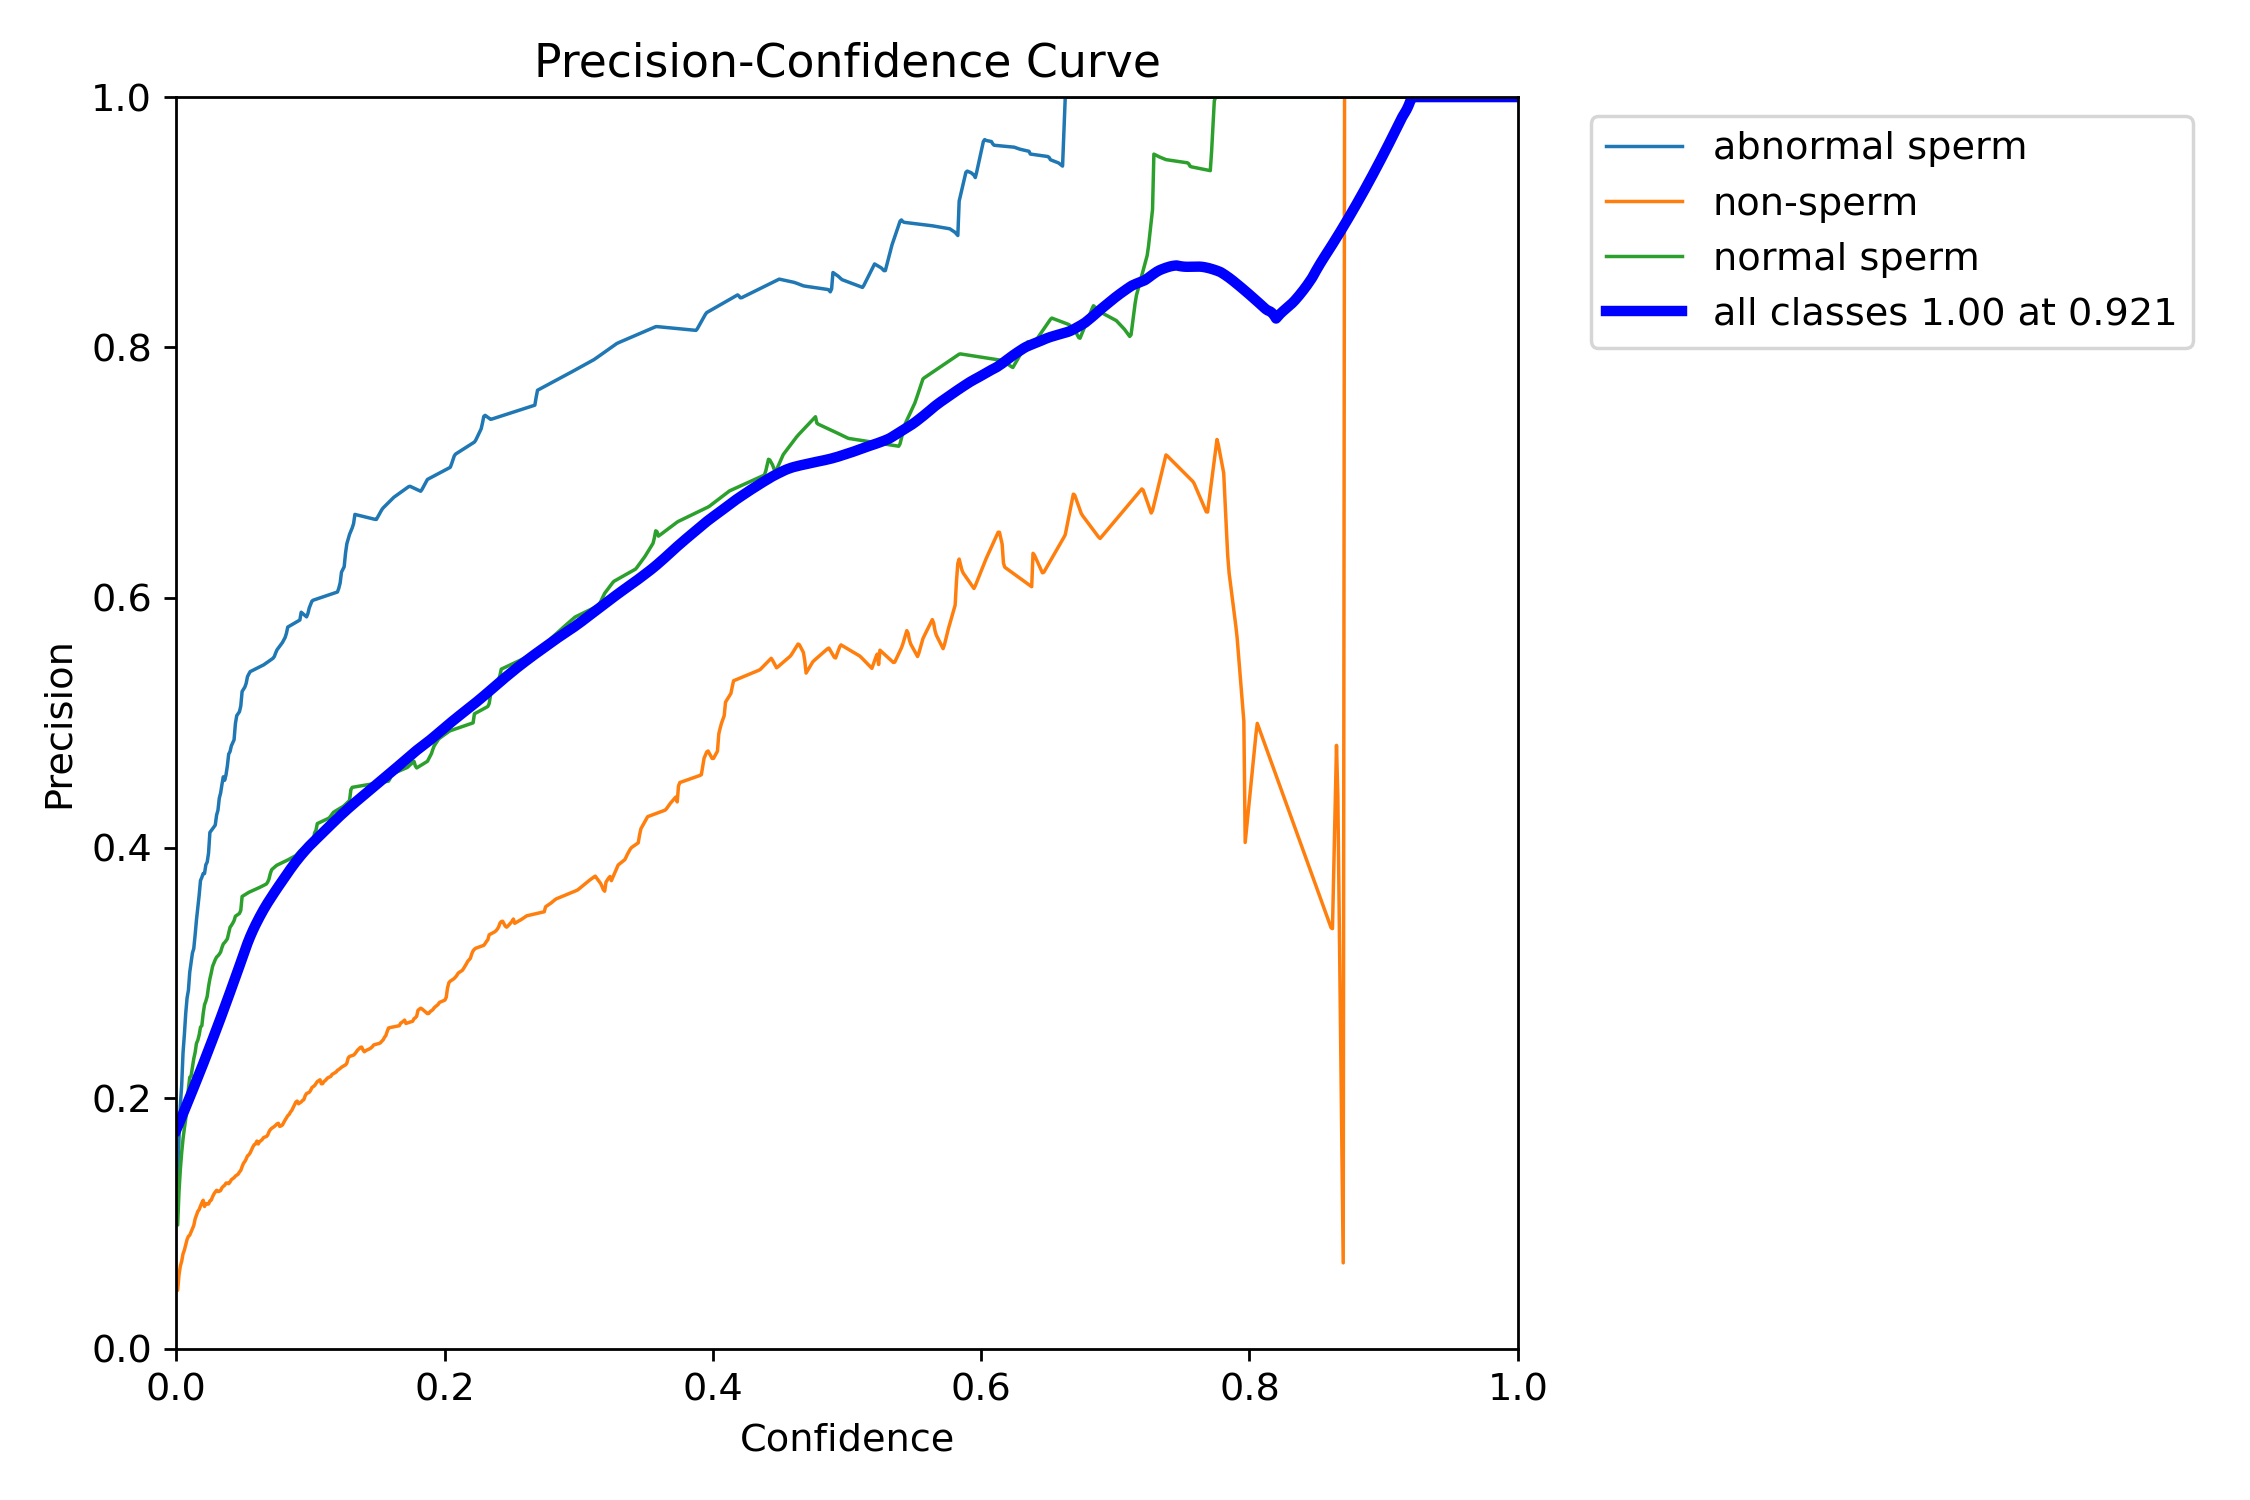 Precision-Confidence Curve
1.0
0.8
0.6
0.4
0.2
0.0
Precision
0.0 0.2 0.4 0.6 0.8 1.0
Confidence
abnormal sperm
non-sperm
normal sperm
all classes 1.00 at 0.921